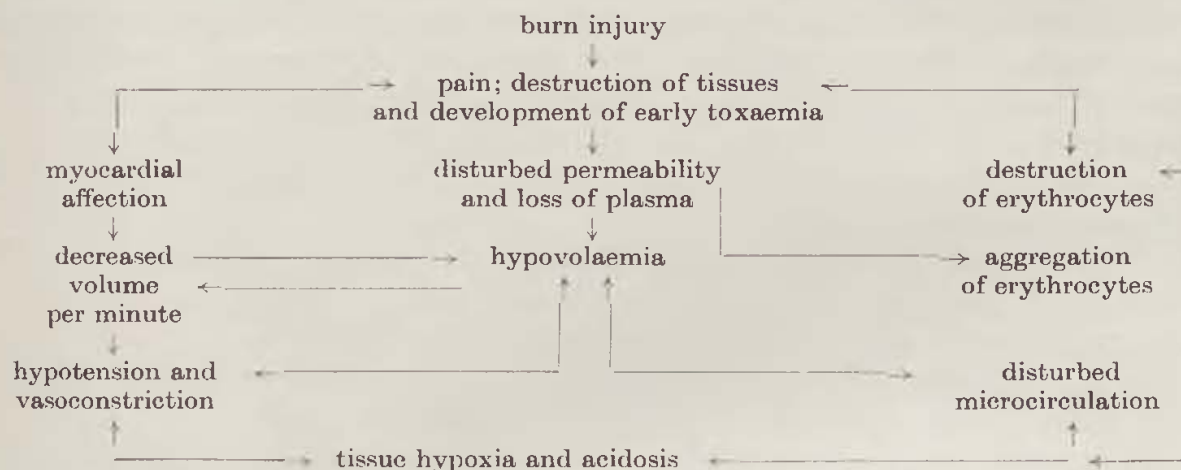 burn injury
pain; destruction of tissues
and development of early toxaemia
myocardial
affection
disturbed permeability
and loss of plasma
destruction
of erythrocytes
decreased
volume
per minute
hypovolaemia
aggregation
of erythrocytes
hypotension and
vasoconstriction
disturbed
microcirculation
tissue hypoxia and acidosis